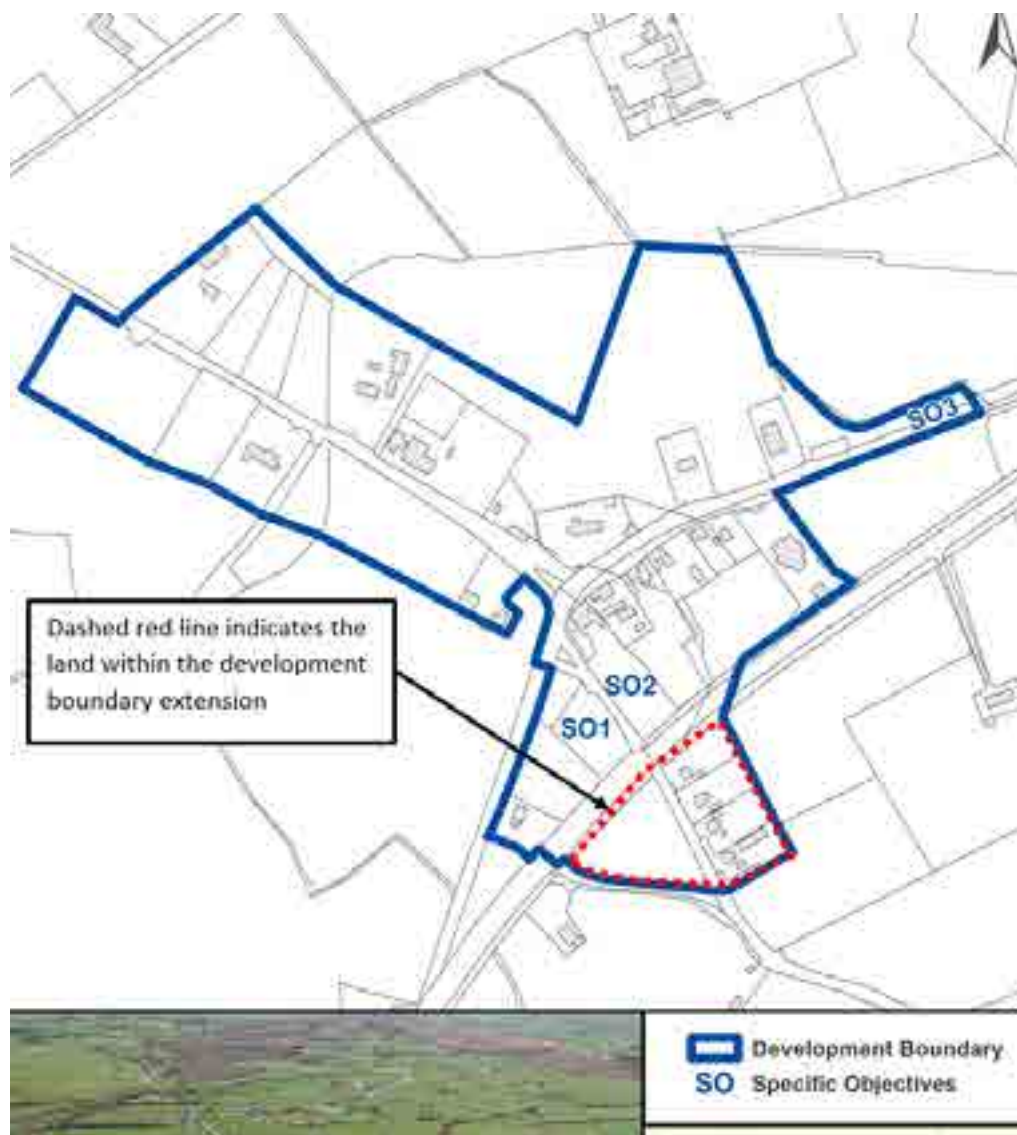 SO3
Dashed red line indicates the
land within the development
boundary extension
SO2
SO1
Development Boundary
SO Specific Objectives